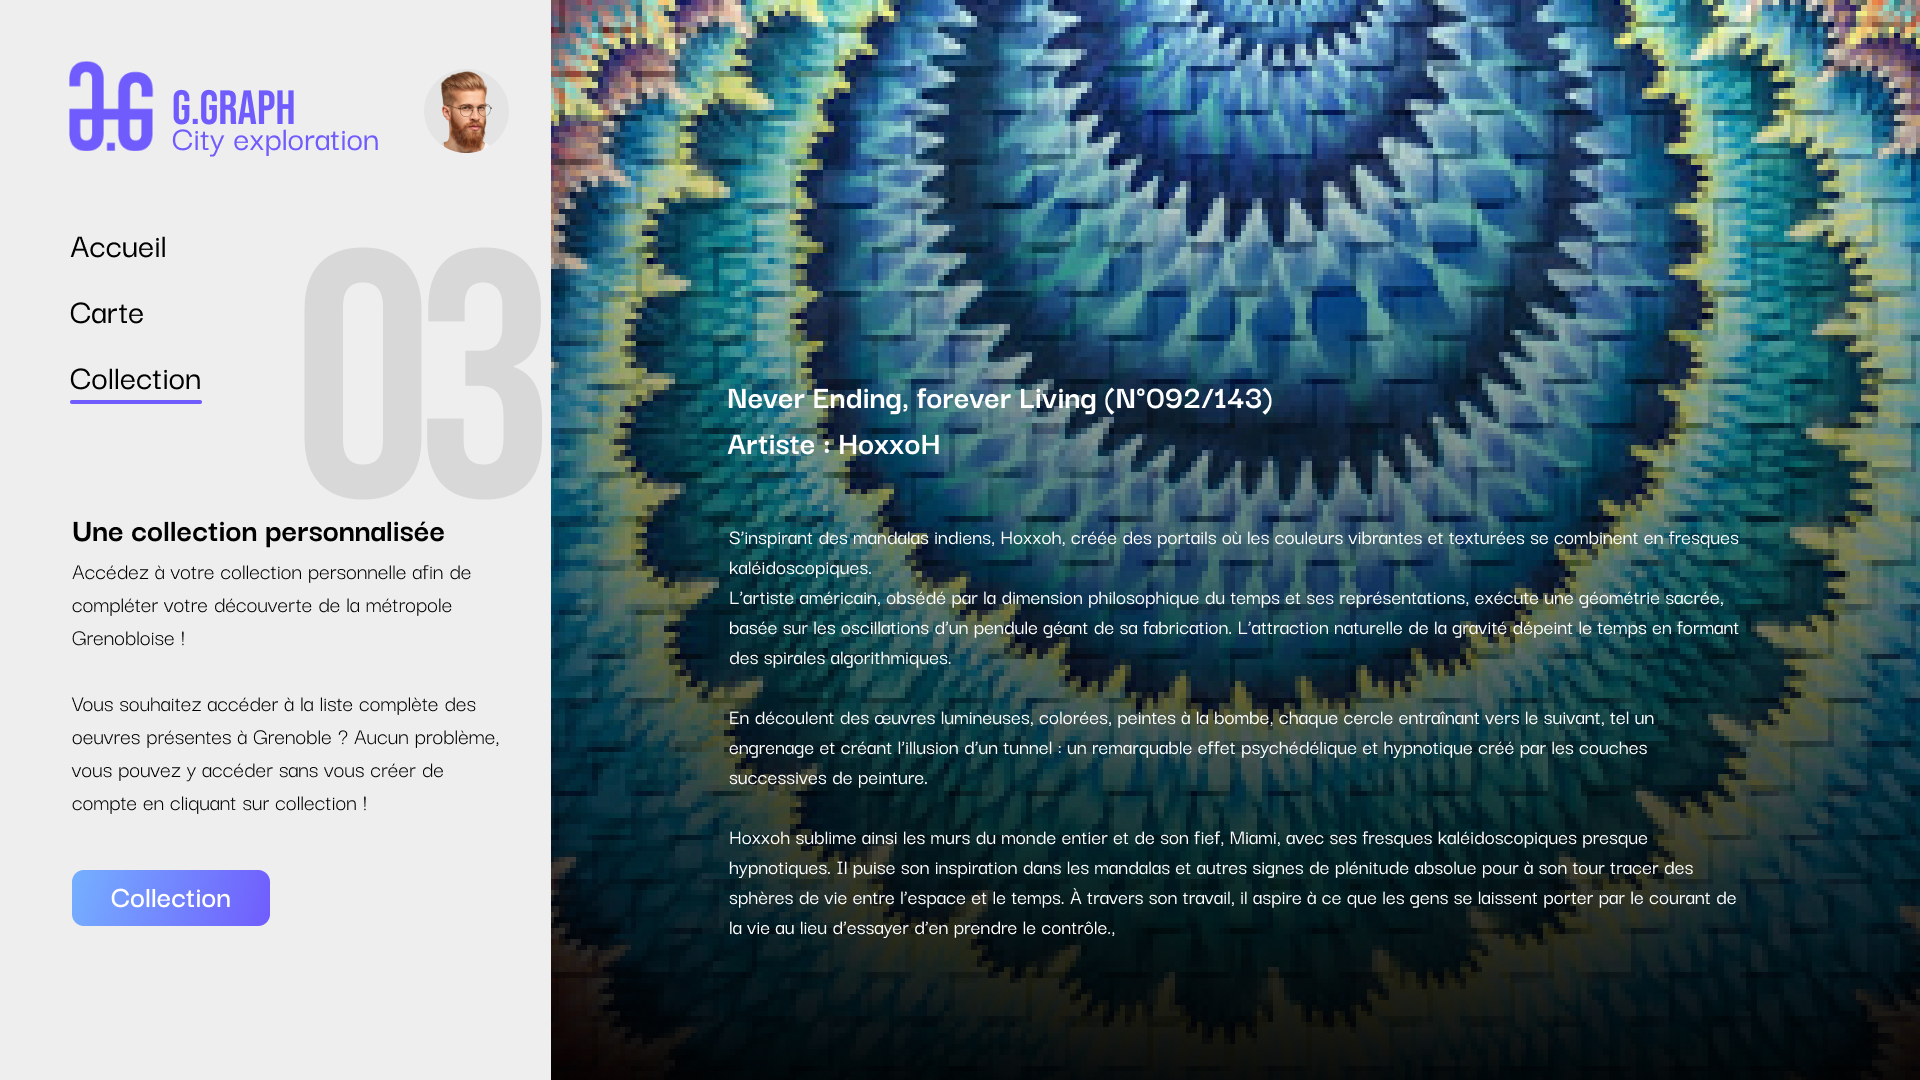 G.GRAPH
City exploration
Accueil
Carte
Collection
03
Une collection personnalisée
Accédez à votre collection personnelle afin de
compléter votre découverte de la métropole
Grenobloise !
Vous souhaitez accéder à la liste complète des
oeuvres présentes à Grenoble ? Aucun problème,
vous pouvez y accéder sans vous créer de
compte en cliquant sur collection !
Collection
Never Ending, forever Living (N°092/143)
Artiste : HoxxoH
S'inspirant des mandalas indiens, Hoxxoh, créée des portails où les couleurs vibrantes et texturées se combinent en fresques
kaléidoscopiques.
L'artiste américain, obsédé par la dimension philosophique du temps et ses représentations, exécute une géométrie sacrée,
basée sur les oscillations d'un pendule géant de sa fabrication. L'attraction naturelle de la gravité dépeint le temps en formant
des spirales algorithmiques.
En découlent des œuvres lumineuses, colorées, peintes à la bombe, chaque cercle entraînant vers le suivant, tel un
engrenage et créant l'illusion d'un tunnel : un remarquable effet psychédélique et hypnotique créé par les couches
successives de peinture.
Hoxxoh sublime ainsi les murs du monde entier et de son fief, Miami, avec ses fresques kaléidoscopiques presque
hypnotiques. Il puise son inspiration dans les mandalas et autres signes de plénitude absolue pour à son tour tracer des
sphères de vie entre l'espace et le temps. À travers son travail, il aspire à ce que les gens se laissent porter par le courant de
la vie au lieu d'essayer d'en prendre le contrôle.,